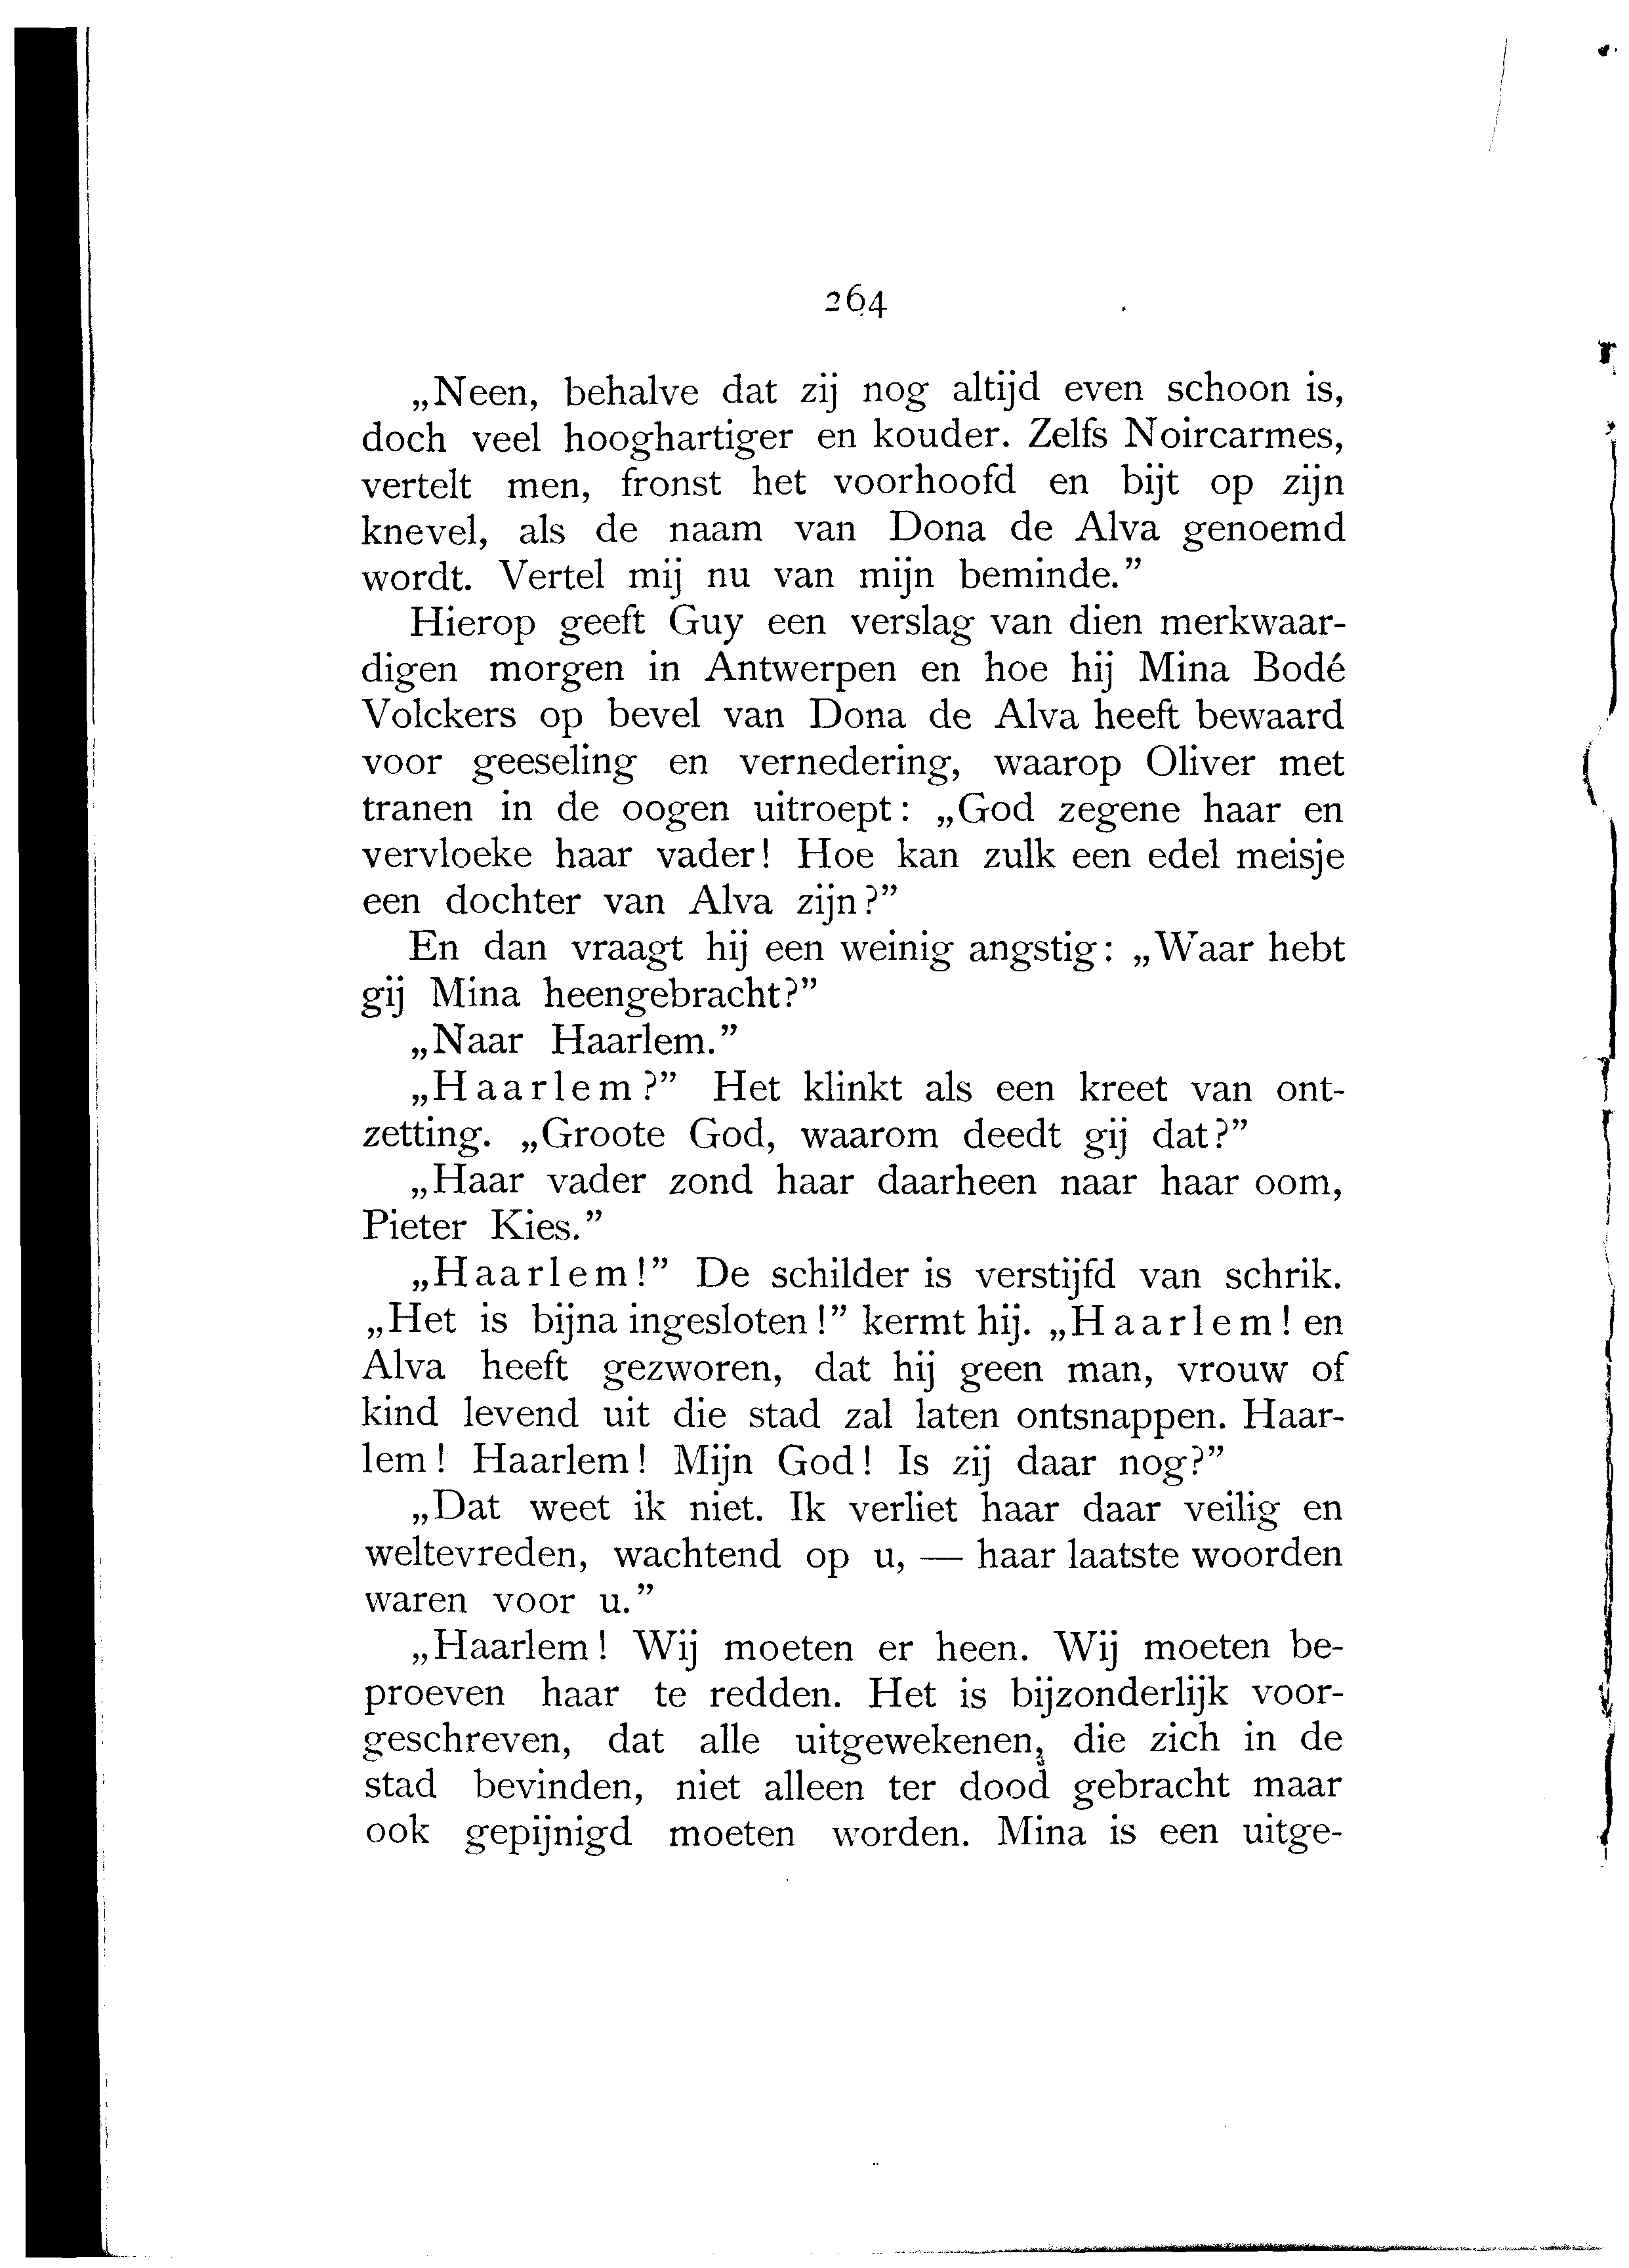 264
„Neen, behalve dat zij nog altijd even schoon is,
doch veel hooghartiger en kouder. Zelfs Noircarmes,
vertelt men, fronst het voorhoofd en bijt op zijn
knevel, als de naam van Dona de Alva genoemd
wordt. Vertel mij nu van mijn beminde.”
Hierop geeft Guy een verslag van dien merkwaar-
digen morgen in Antwerpen en hoe hij Mina Bodé
Volckers op bevel van Dona de Alva heeft bewaard
voor geeseling en vernedering, waarop Oliver met
tranen in de oogen uitroept: „God zegene haar en
vervloeke haar vader! Hoe kan zulk een edel meisje
een dochter van Alva zijn?”
En dan vraagt hij een weinig angstig: „Waar hebt
gij Mina heengebracht?”
„Naar Haarlem.”
„Haarlem?” Het klinkt als een kreet van ont-
zetting. „Groote God, waarom deedt gij dat?”
„Haar vader zond haar daarheen naar haar oom,
Pieter Kies.”
„Haarlem!” De schilder is verstijfd van schrik.
„Het is bijna ingesloten!” kermt hij. „Haarlem! en
Alva heeft gezworen, dat hij geen man, vrouw of
kind levend uit die stad zal laten ontsnappen. Haar-
lem! Haarlem! Mijn God! Is zij daar nog?”
„Dat weet ik niet. Ik verliet haar daar veilig en
weltevreden, wachtend op u, — haar laatste woorden
waren voor u.”
„Haarlem! Wij moeten er heen. Wij moeten be-
proeven haar te redden. Het is bijzonderlijk voor-
geschreven, dat alle uitgewekenen, die zich in de
stad bevinden, niet alleen ter dood gebracht maar
ook gepijnigd moeten worden. Mina is een uitge-